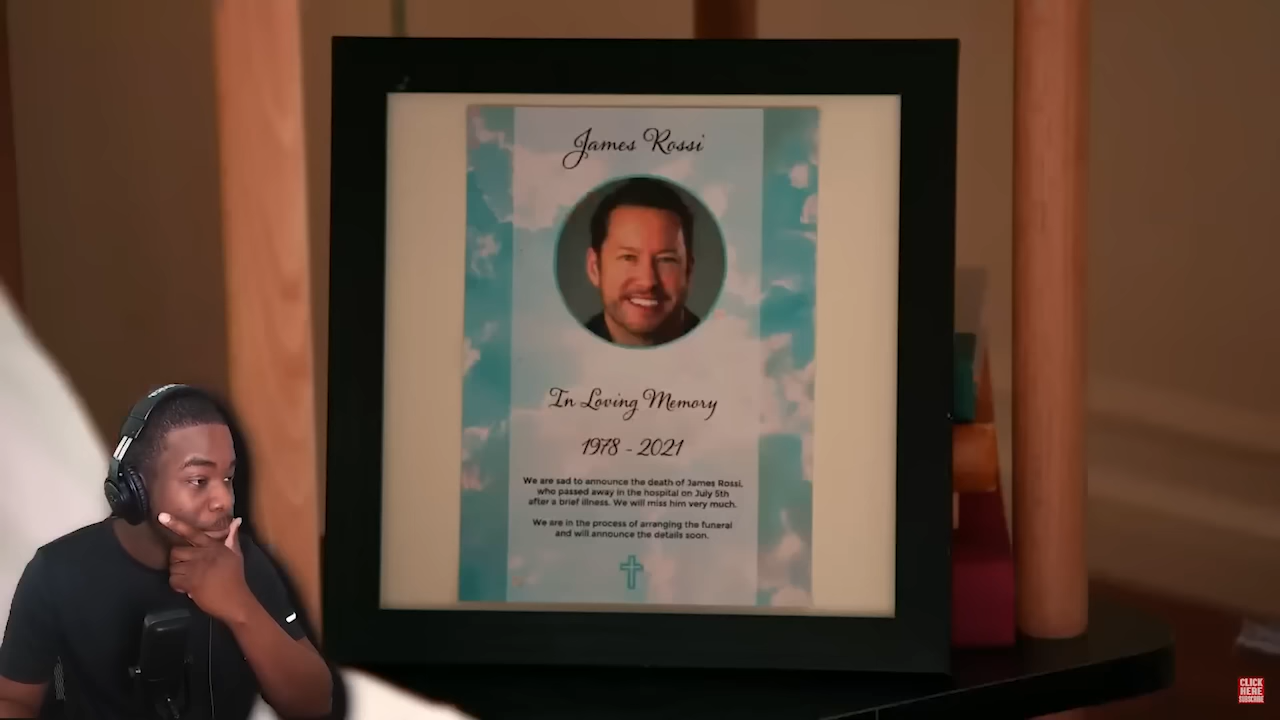 James Rossi
In Loving Memory
1978 - 2021
We are sad to announce the death of James Rossi,
who passed away in the hospital on July 5th
after a brief illness. We will miss him very much.
We are in the process of arranging the funeral
and will announce the details soon.
CLICK
HERE
SUBSCRIBE